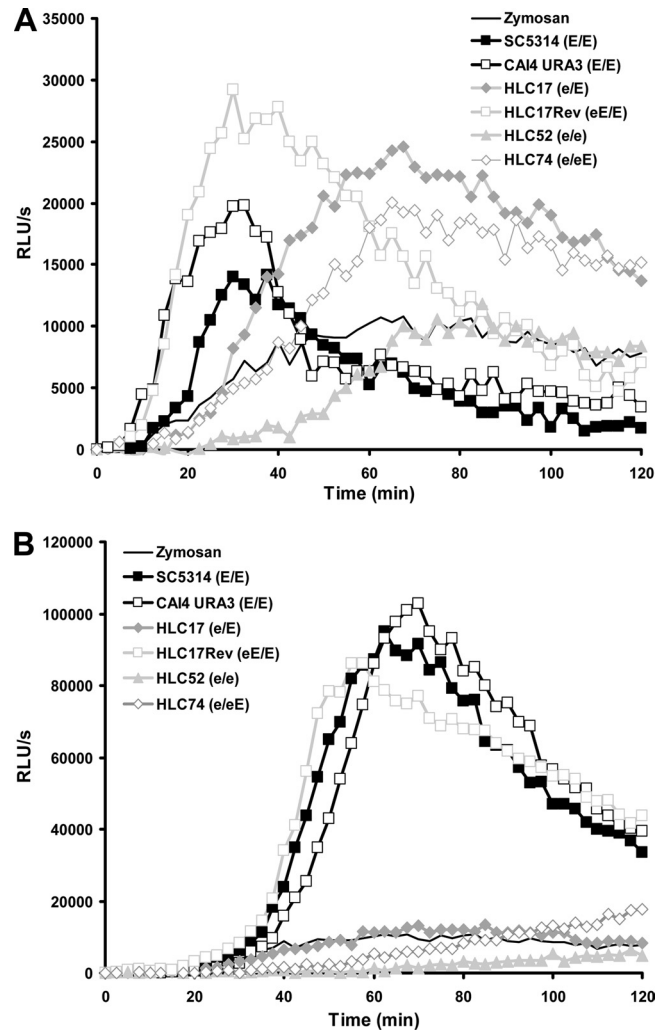 A
35000
30000
25000
20000
15000
10000
5000
0
RLU/s
Zymosan
SC5314 (E/E)
CAI4 URA3 (E/E)
HLC17 (e/E)
HLC17Rev (eE/E)
HLC52 (e/e)
HLC74 (e/eE)
0 20 40 60 80 100 120
Time (min)
B
120000
100000
80000
60000
40000
20000
0
RLU/s
Zymosan
SC5314 (E/E)
CAI4 URA3 (E/E)
HLC17 (e/E)
HLC17Rev (eE/E)
HLC52 (e/e)
HLC74 (e/eE)
0 20 40 60 80 100 120
Time (min)